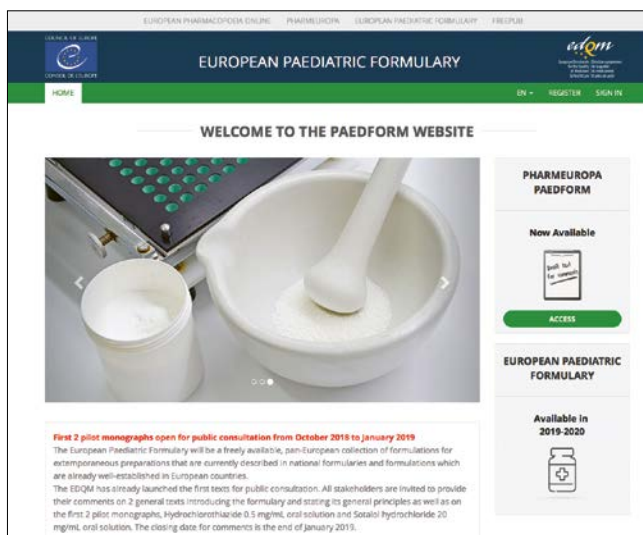 EUROPEAN PHARMACOPOEIA ONLINE PHARMEUROPA EUROPEAN PAEDIATRIC FORMULARY FREEPUB
COUNCIL OF EUROPE
CONSEIL DE L'EUROPE
EUROPEAN PAEDIATRIC FORMULARY
edqm
HOME
EN REGISTER SIGN IN
WELCOME TO THE PAEDFORM WEBSITE
PHARMEUROPA
PAEDFORM
Now Available
Draft text
for comments
ACCESS
EUROPEAN PAEDIATRIC
FORMULARY
Available in
2019-2020
First 2 pilot monographs open for public consultation from October 2018 to January 2019
The European Paediatric Formulary will be a freely available, pan-European collection of formulations for
extemporaneous preparations that are currently described in national formularies and formulations which
are already well-established in European countries.
The EDQM has already launched the first texts for public consultation. All stakeholders are invited to provide
their comments on 2 general texts introducing the formulary and stating its general principles as well as on
the first 2 pilot monographs, Hydrochlorothiazide 0.5 mg/mL oral solution and Sotalol hydrochloride 20
mg/mL oral solution. The closing date for comments is the end of January 2019.